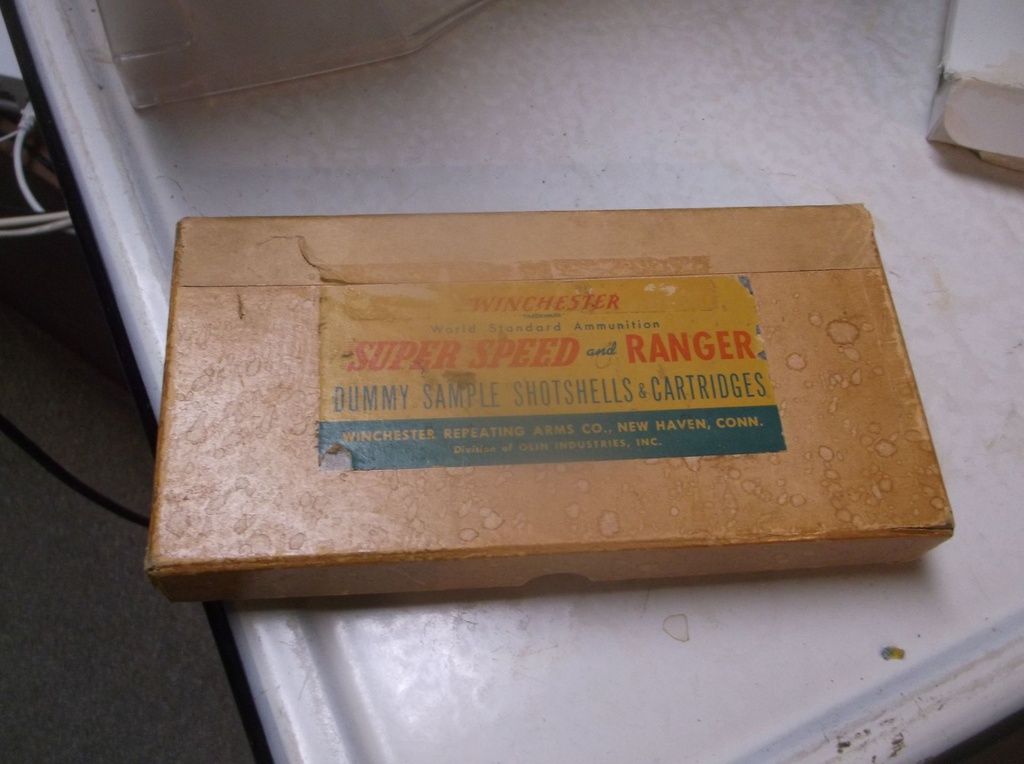 WINCHESTER
TRADEMARK
World Standard Ammunition
SUPER SPEED and RANGER
DUMMY SAMPLE SHOTSHELLS & CARTRIDGES
WINCHESTER REPEATING ARMS CO., NEW HAVEN, CONN.
Division of OLIN INDUSTRIES, INC.